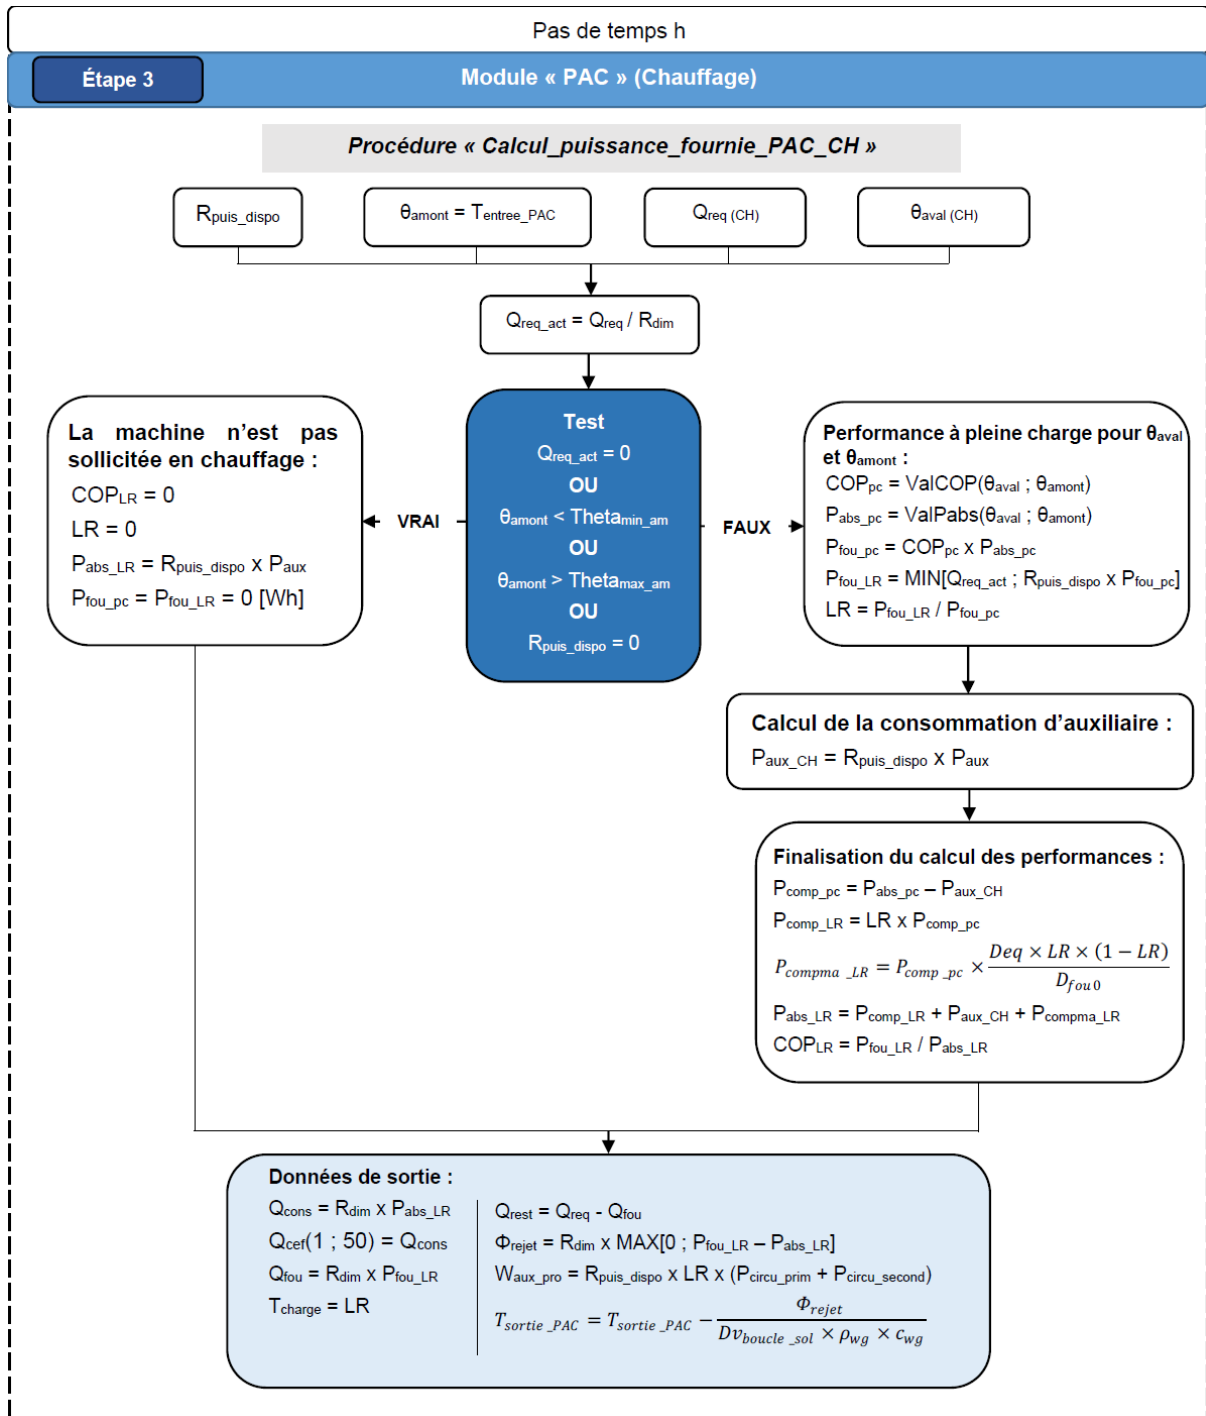 Pas de temps h
Étape 3
Module « PAC » (Chauffage)
Procédure « Calcul_puissance_fournie_PAC_CH »
Rpuis_dispo
θamont = Tentree_PAC
Qreq (CH)
θaval (CH)
Qreq_act = Qreq / Rdim
La machine n’est pas
sollicitée en chauffage :
COPLR = 0
LR = 0
Pabs_LR = Rpuis_dispo x Paux
Pfou_pc = Pfou_LR = 0 [Wh]
VRAI
Test
Qreq_act = 0
OU
θamont < Thetamin_am
OU
θamont > Thetamax_am
OU
Rpuis_dispo = 0
FAUX
Performance à pleine charge pour θaval
et θamont :
COPpc = ValCOP(θaval ; θamont)
Pabs_pc = ValPabs(θaval ; θamont)
Pfou_pc = COPpc x Pabs_pc
Pfou_LR = MIN[Qreq_act ; Rpuis_dispo x Pfou_pc]
LR = Pfou_LR / Pfou_pc
Calcul de la consommation d’auxiliaire :
Paux_CH = Rpuis_dispo x Paux
Finalisation du calcul des performances :
Pcomp_pc = Pabs_pc – Paux_CH
Pcomp_LR = LR x Pcomp_pc
Pcompma_LR = Pcomp_pc × Deq × LR × (1 − LR) / Dfou0
Pabs_LR = Pcomp_LR + Paux_CH + Pcompma_LR
COPLR = Pfou_LR / Pabs_LR
Données de sortie :
Qcons = Rdim x Pabs_LR
Qcef(1 ; 50) = Qcons
Qfou = Rdim x Pfou_LR
Tcharge = LR
Qrest = Qreq - Qfou
Φrejet = Rdim x MAX[0 ; Pfou_LR – Pabs_LR]
Waux_pro = Rpuis_dispo x LR x (Pcircu_prim + Pcircu_second)
Tsortie_PAC = Tsortie_PAC − Φrejet / Dvboucle_sol × ρwg × cwg